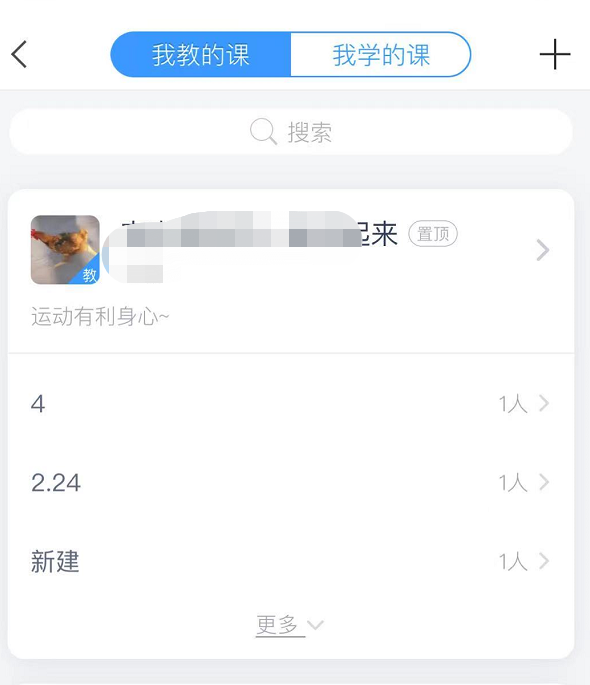 我教的课 我学的课
搜索
起来 置顶
教
运动有利身心~
4 1人
2.24 1人
新建 1人
更多